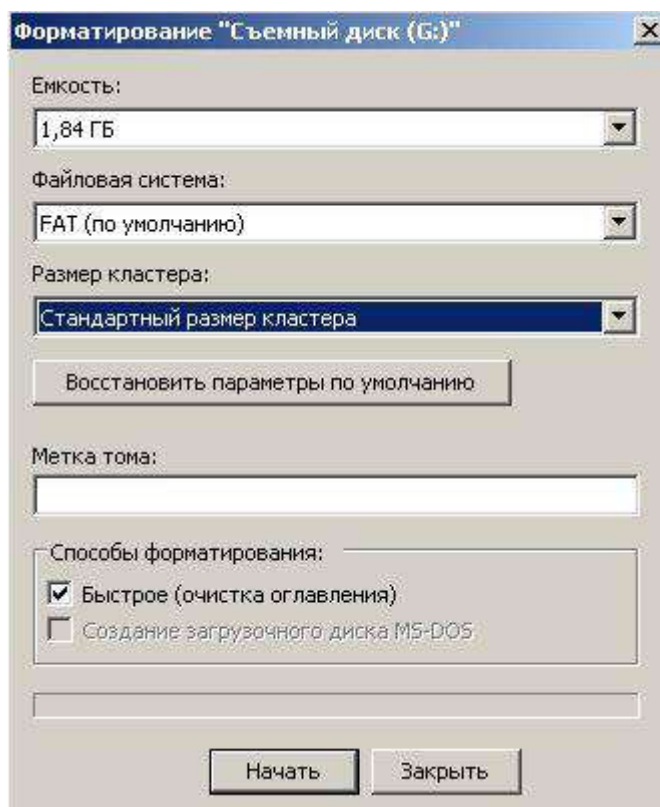 Форматирование "Съемный диск (G:)"
Емкость:
1,84 ГБ
Файловая система:
FAT (по умолчанию)
Размер кластера:
Стандартный размер кластера
Восстановить параметры по умолчанию
Метка тома:
Способы форматирования:
Быстрое (очистка оглавления)
Создание загрузочного диска MS-DOS
Начать Закрыть